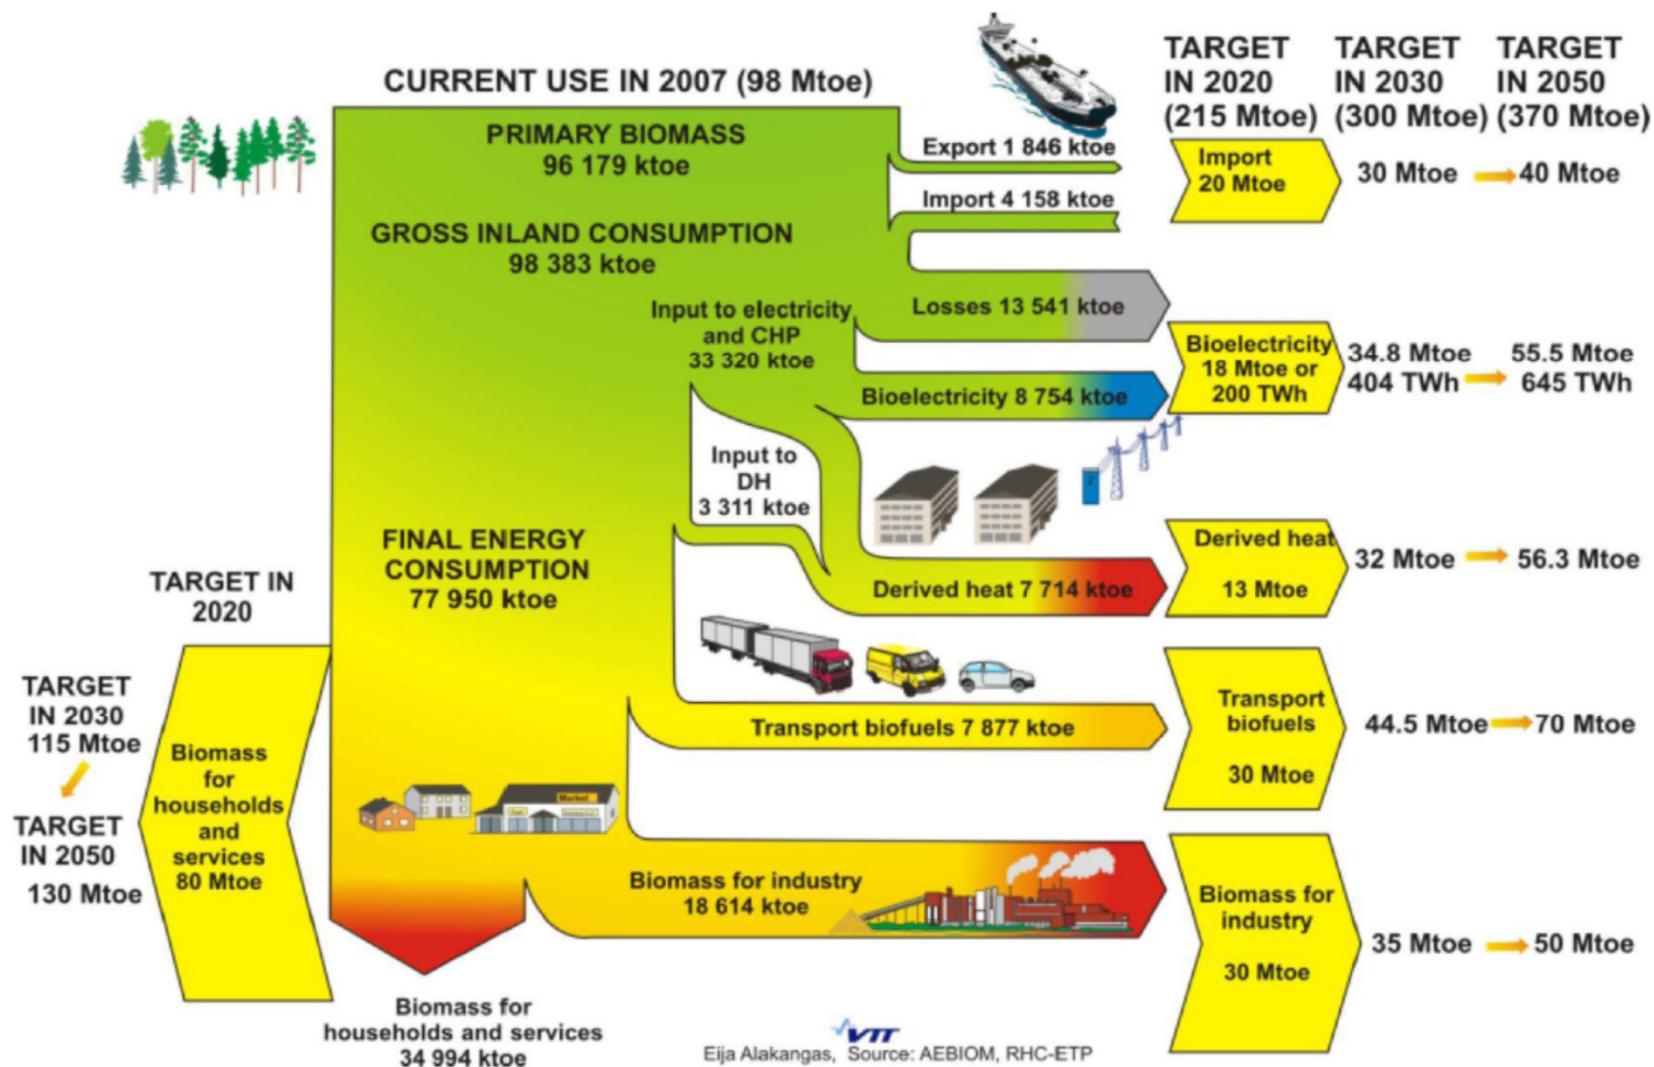 CURRENT USE IN 2007 (98 Mtoe)
PRIMARY BIOMASS
96 179 ktoe
GROSS INLAND CONSUMPTION
98 383 ktoe
Export 1 846 ktoe
Import 4 158 ktoe
Losses 13 541 ktoe
Input to electricity
and CHP
33 320 ktoe
Bioelectricity 8 754 ktoe
Input to
DH
3 311 ktoe
Derived heat 7 714 ktoe
FINAL ENERGY
CONSUMPTION
77 950 ktoe
Transport biofuels 7 877 ktoe
Market
Biomass for industry
18 614 ktoe
Biomass for
households and services
34 994 ktoe
TARGET
IN 2020
(215 Mtoe)
TARGET
IN 2030
(300 Mtoe)
TARGET
IN 2050
(370 Mtoe)
Import
20 Mtoe
30 Mtoe
40 Mtoe
Bioelectricity
18 Mtoe or
200 TWh
34.8 Mtoe
404 TWh
55.5 Mtoe
645 TWh
Derived heat
13 Mtoe
32 Mtoe
56.3 Mtoe
Transport
biofuels
30 Mtoe
44.5 Mtoe
70 Mtoe
Biomass for
industry
30 Mtoe
35 Mtoe
50 Mtoe
TARGET IN
2020
Biomass
for
households
and
services
80 Mtoe
TARGET
IN 2030
115 Mtoe
TARGET
IN 2050
130 Mtoe
VTT
Eija Alakangas, Source: AEBIOM, RHC-ETP